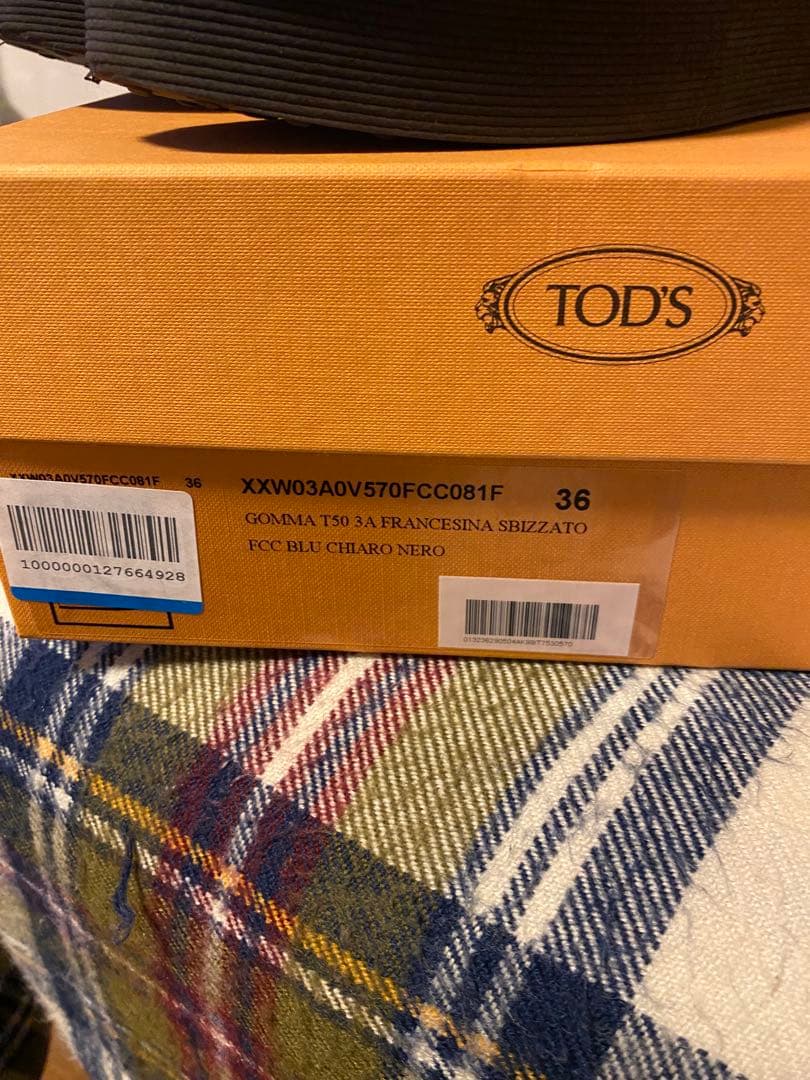 TOD'S
XXW03A0V570FCC081F 36
XXW03A0V570FCC081F 36
GOMMA T50 3A FRANCESINA SBIZZATO
FCC BLU CHIARO NERO
1000000127664928